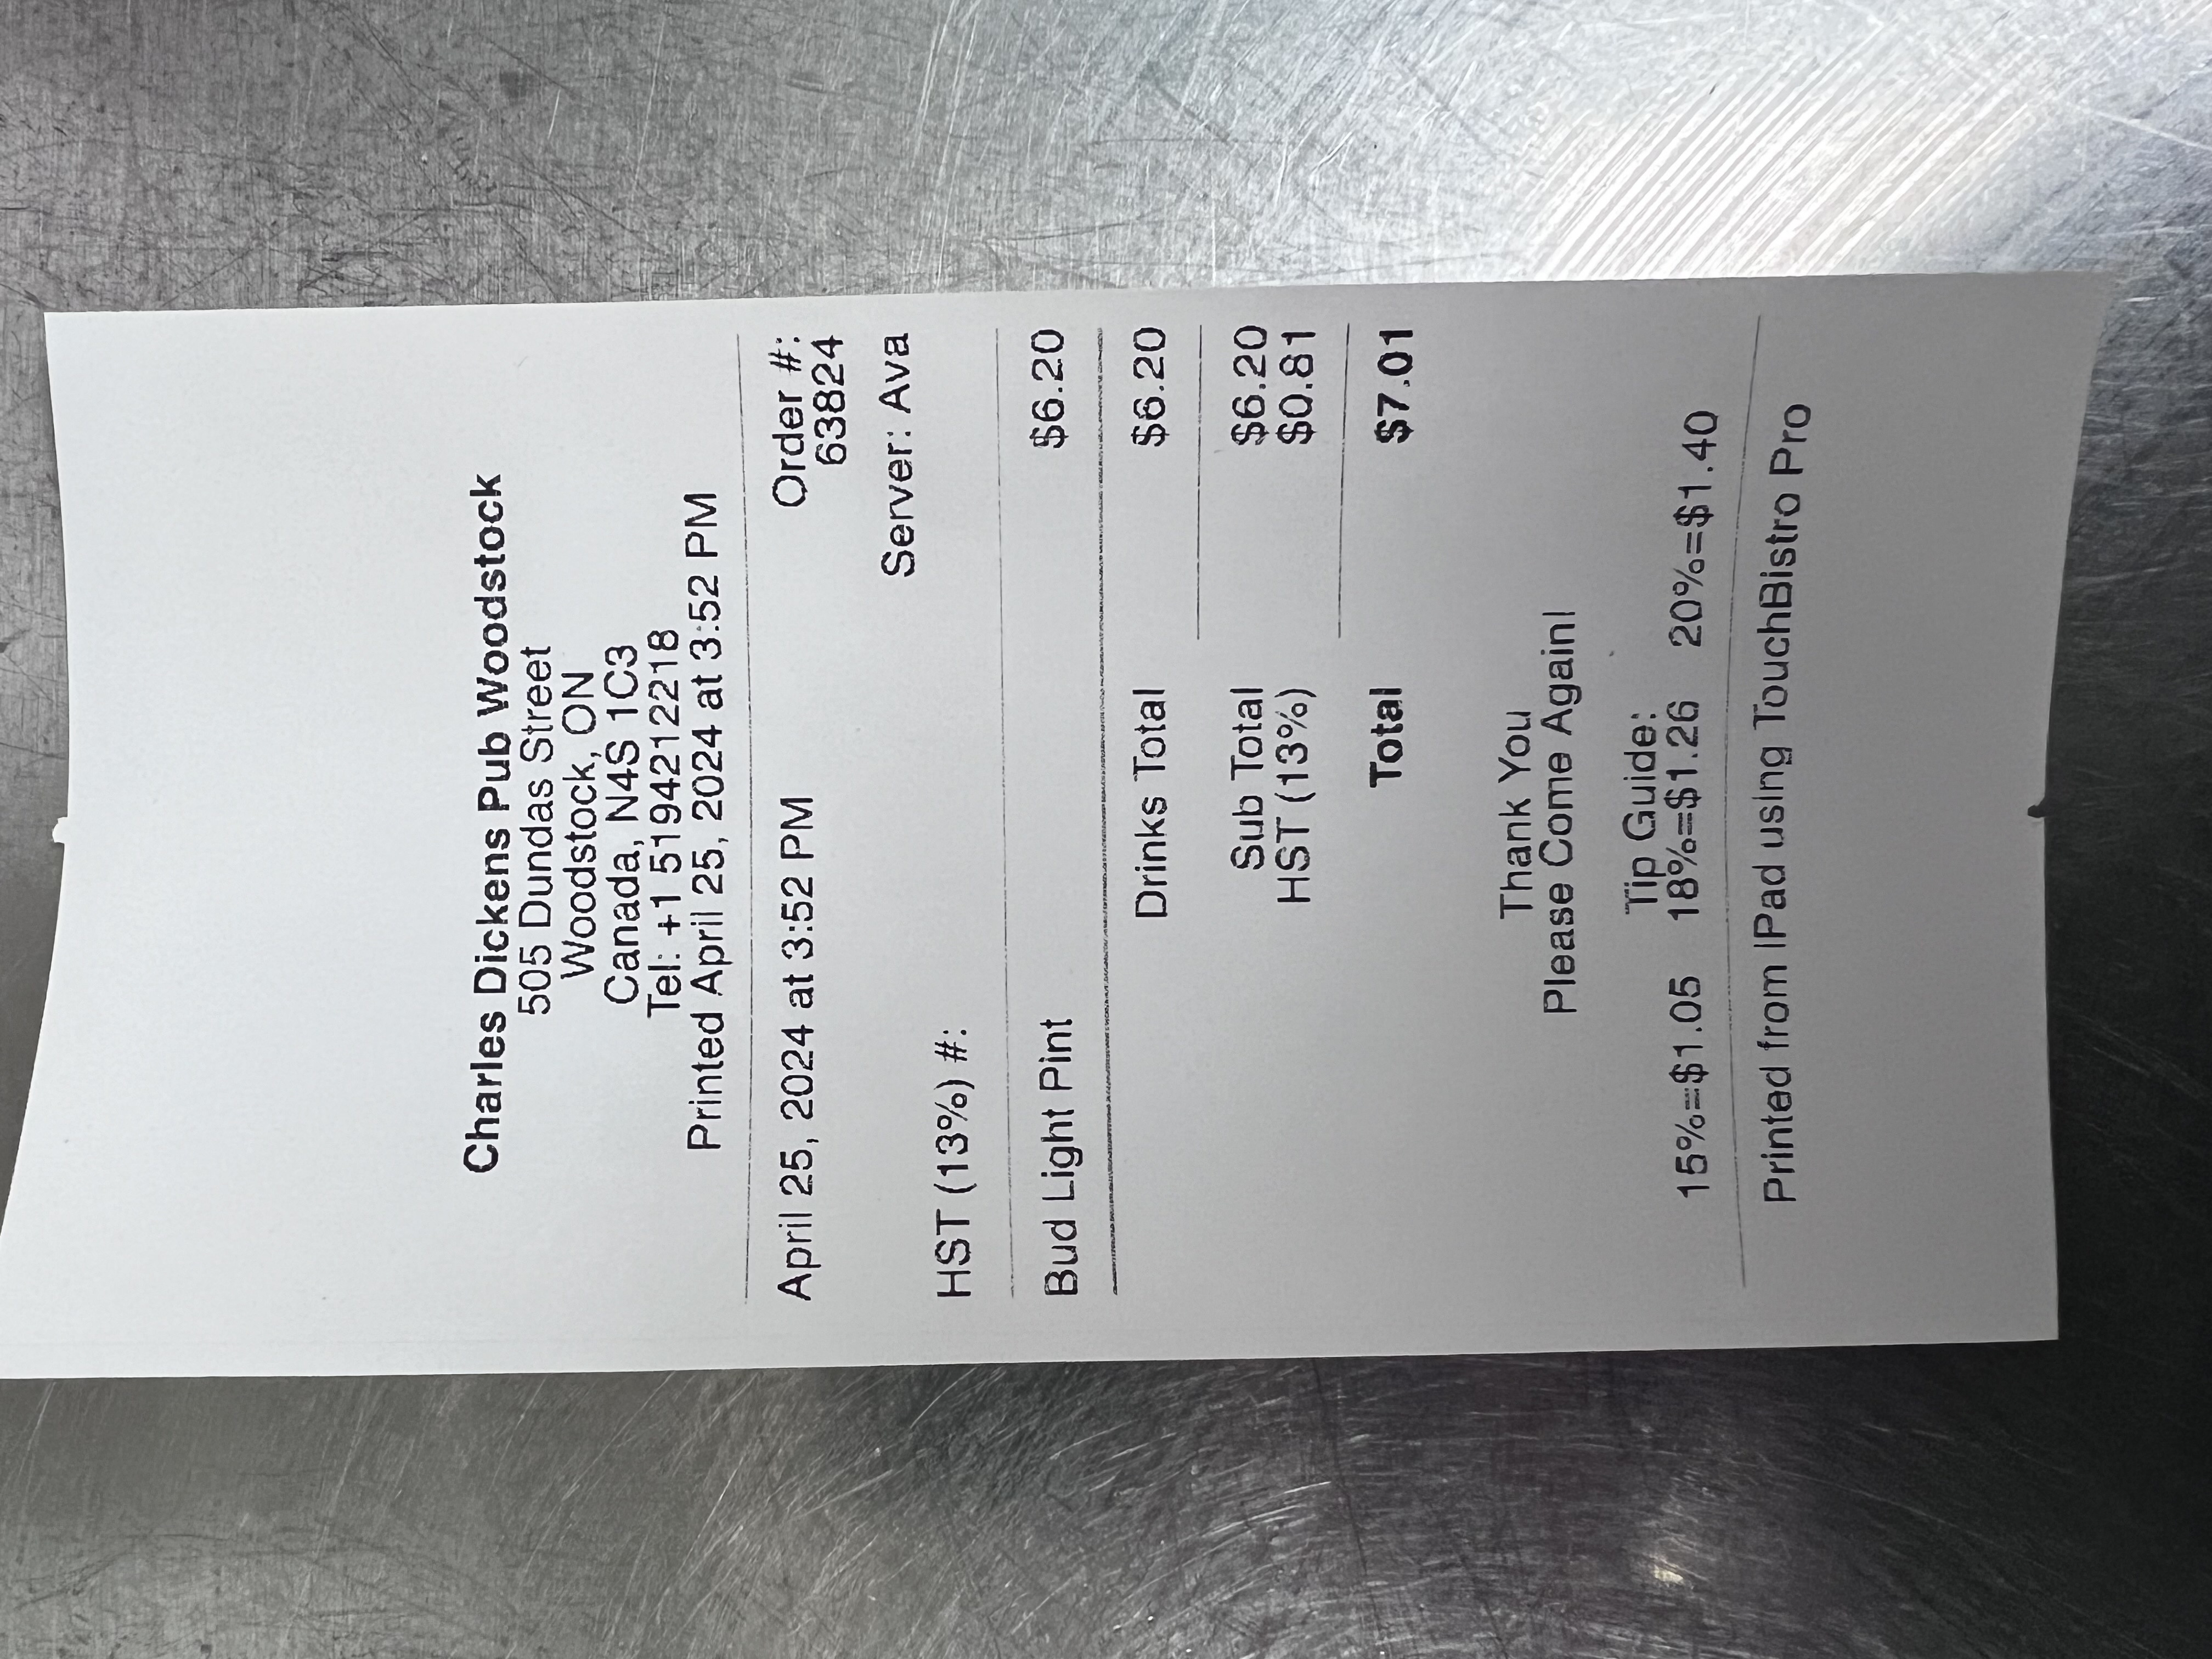 Charles Dickens Pub Woodstock
505 Dundas Street
Woodstock, ON
Canada, N4S 1C3
Tel: +1 5194212218
Printed April 25, 2024 at 3:52 PM
April 25, 2024 at 3:52 PM Order #:
63824
Server: Ava
HST (13%) #:
Bud Light Pint $6.20
Drinks Total $6.20
Sub Total $6.20
HST (13%) $0.81
Total $7.01
Thank You
Please Come Again!
Tip Guide:
15%=$1.05 18%=$1.26 20%=$1.40
Printed from iPad using TouchBistro Pro